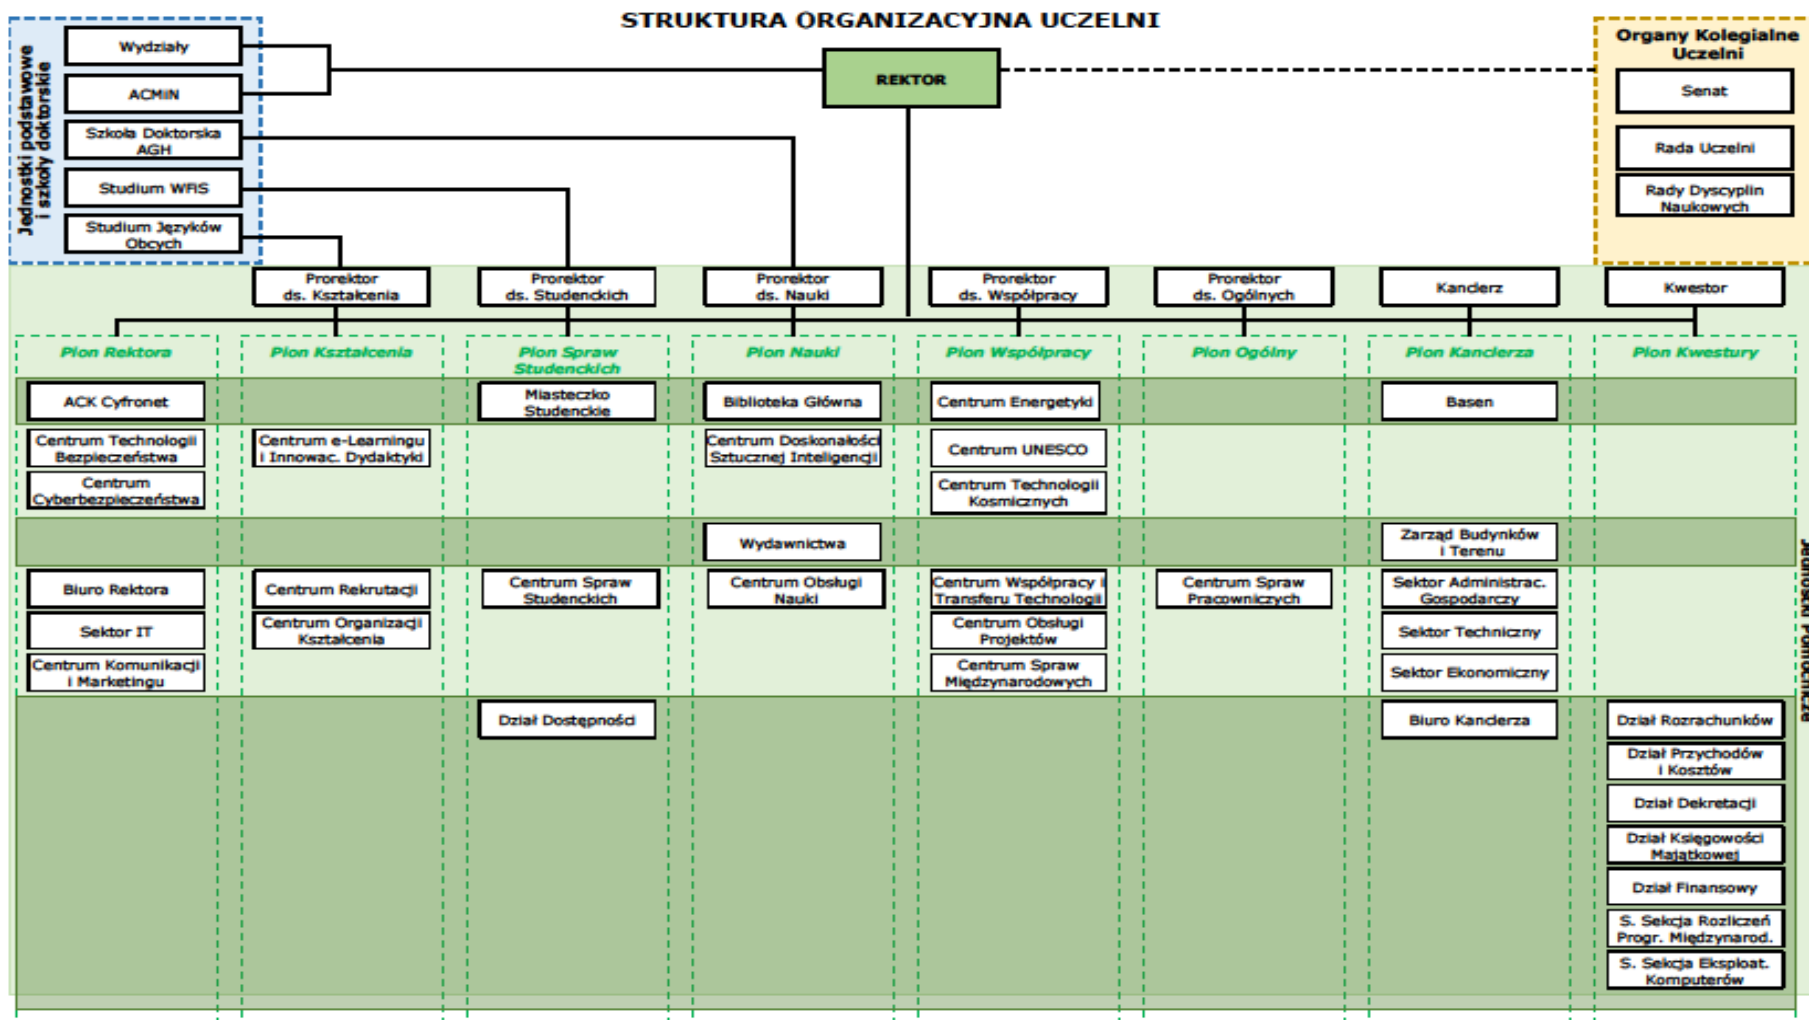 STRUKTURA ORGANIZACYJNA UCZELNI
Jednostki podstawowe
i szkoły doktorskie
Wydziały
ACMiN
Szkoła Doktorska
AGH
Studium WFiS
Studium Języków
Obcych
REKTOR
Organy Kolegialne
Uczelni
Senat
Rada Uczelni
Rady Dyscyplin
Naukowych
Prorektor
ds. Kształcenia
Prorektor
ds. Studenckich
Prorektor
ds. Nauki
Prorektor
ds. Współpracy
Prorektor
ds. Ogólnych
Kanclerz
Kwestor
Pion Rektora
Pion Kształcenia
Pion Spraw
Studenckich
Pion Nauki
Pion Współpracy
Pion Ogólny
Pion Kanclerza
Pion Kwestury
ACK Cyfronet
Miasteczko
Studenckie
Biblioteka Główna
Centrum Energetyki
Basen
Centrum Technologii
Bezpieczeństwa
Centrum e-Learningu
i Innowac. Dydaktyki
Centrum Doskonałości
Sztucznej Inteligencji
Centrum UNESCO
Centrum
Cyberbezpieczeństwa
Centrum Technologii
Kosmicznych
Wydawnictwa
Zarząd Budynków
i Terenu
Biuro Rektora
Centrum Rekrutacji
Centrum Spraw
Studenckich
Centrum Obsługi
Nauki
Centrum Współpracy i
Transferu Technologii
Centrum Spraw
Pracowniczych
Sektor Administrac.
Gospodarczy
Sektor IT
Centrum Organizacji
Kształcenia
Centrum Obsługi
Projektów
Sektor Techniczny
Centrum Komunikacji
i Marketingu
Centrum Spraw
Międzynarodowych
Sektor Ekonomiczny
Dział Dostępności
Biuro Kanclerza
Dział Rozrachunków
Dział Przychodów
i Kosztów
Dział Dekretacji
Dział Księgowości
Majątkowej
Dział Finansowy
S. Sekcja Rozliczeń
Progr. Międzynarod.
S. Sekcja Eksploat.
Komputerów